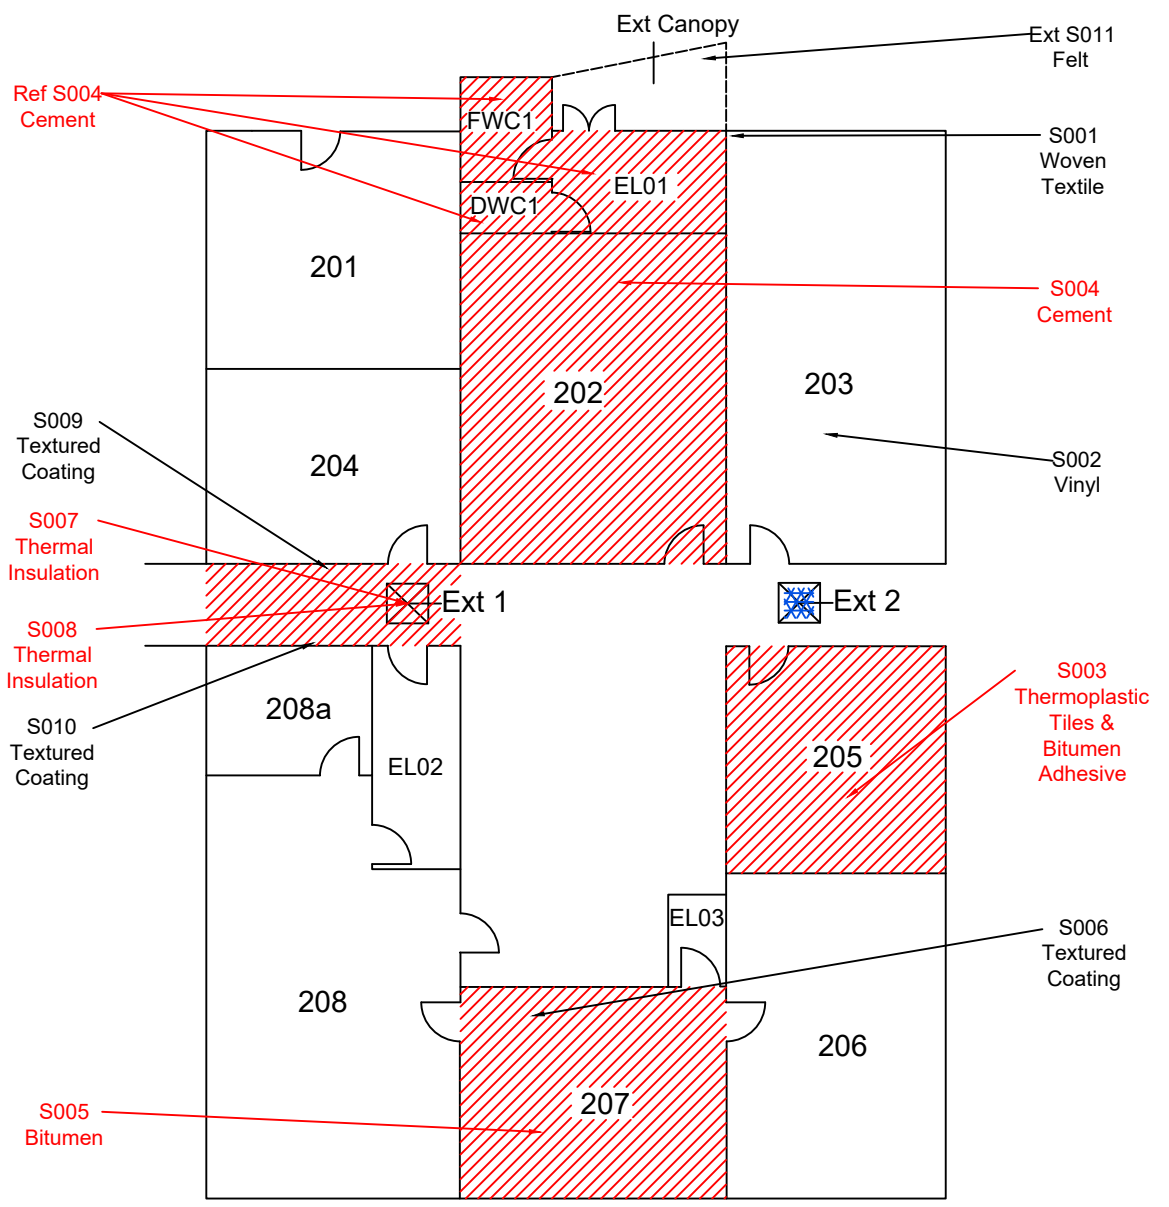 Ext Canopy
Ext S011
Felt
Ref S004
Cement
FWC1
S001
Woven
Textile
EL01
DWC1
201
S004
Cement
202
203
S009
Textured
Coating
204
S002
Vinyl
S007
Thermal
Insulation
Ext 1
Ext 2
S008
Thermal
Insulation
S003
Thermoplastic
Tiles &
Bitumen
Adhesive
208a
S010
Textured
Coating
EL02
205
EL03
S006
Textured
Coating
208
206
207
S005
Bitumen